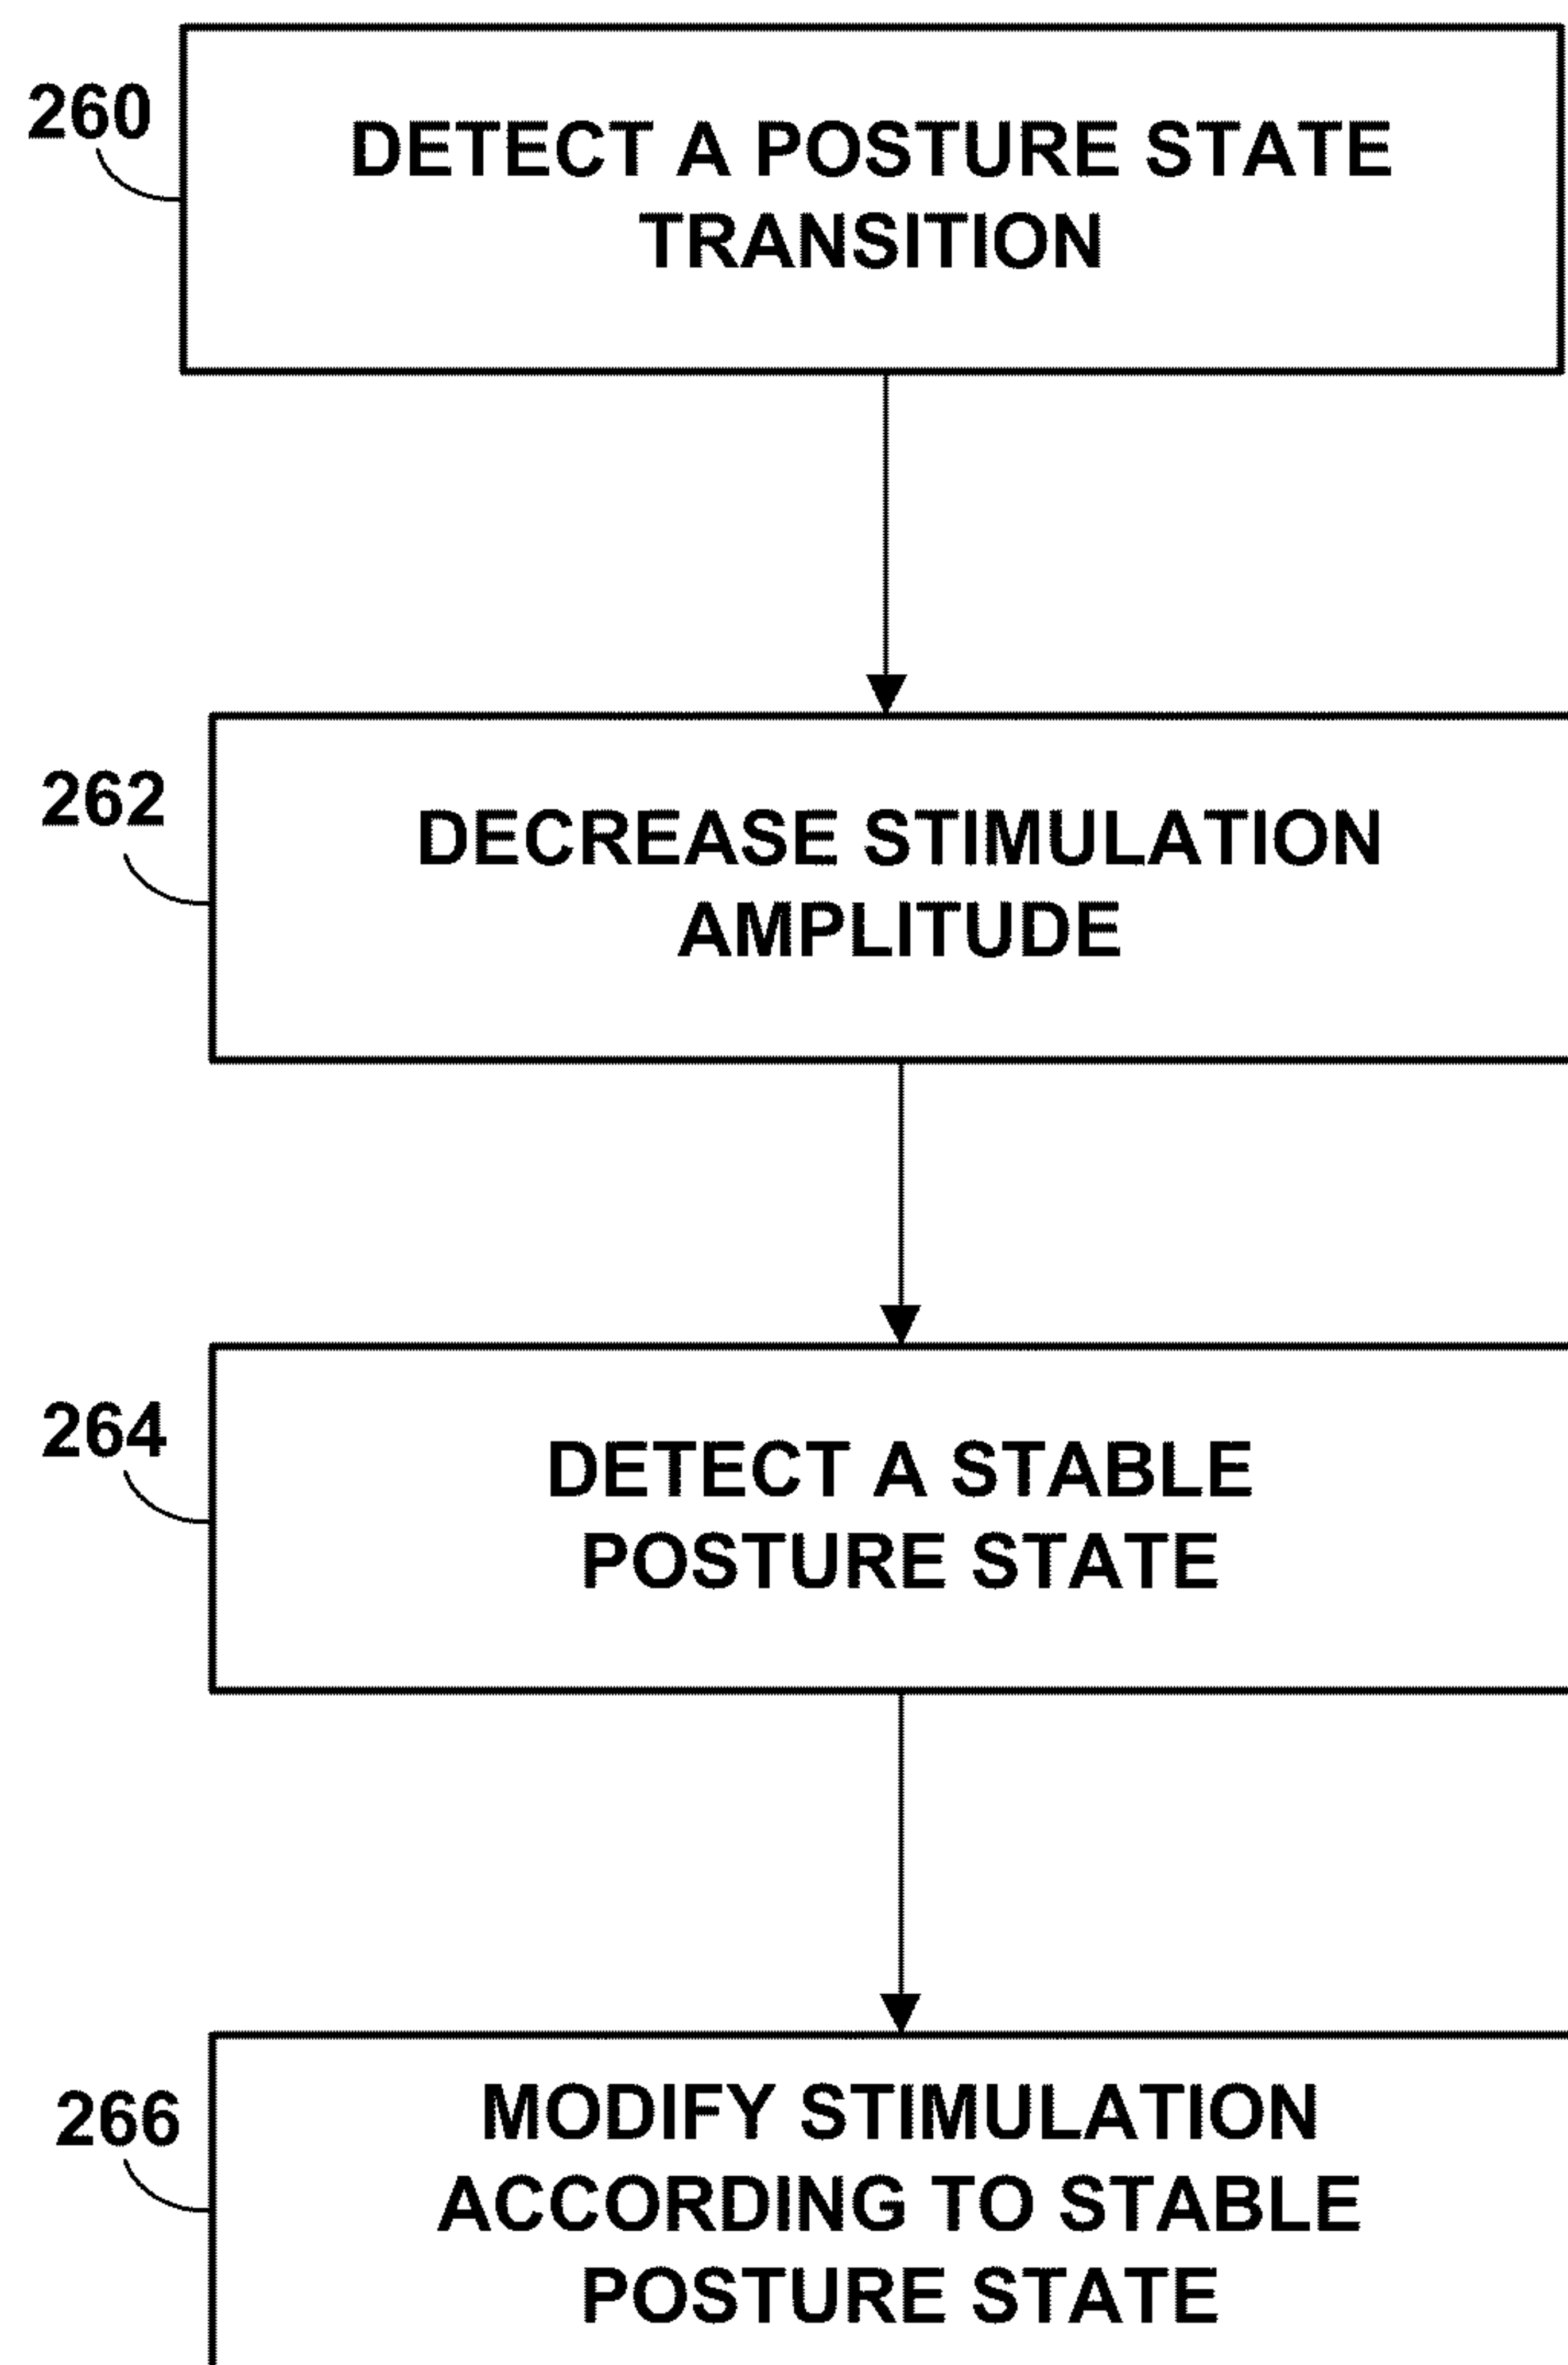 260
DETECT A POSTURE STATE
TRANSITION
262
DECREASE STIMULATION
AMPLITUDE
264
DETECT A STABLE
POSTURE STATE
266
MODIFY STIMULATION
ACCORDING TO STABLE
POSTURE STATE